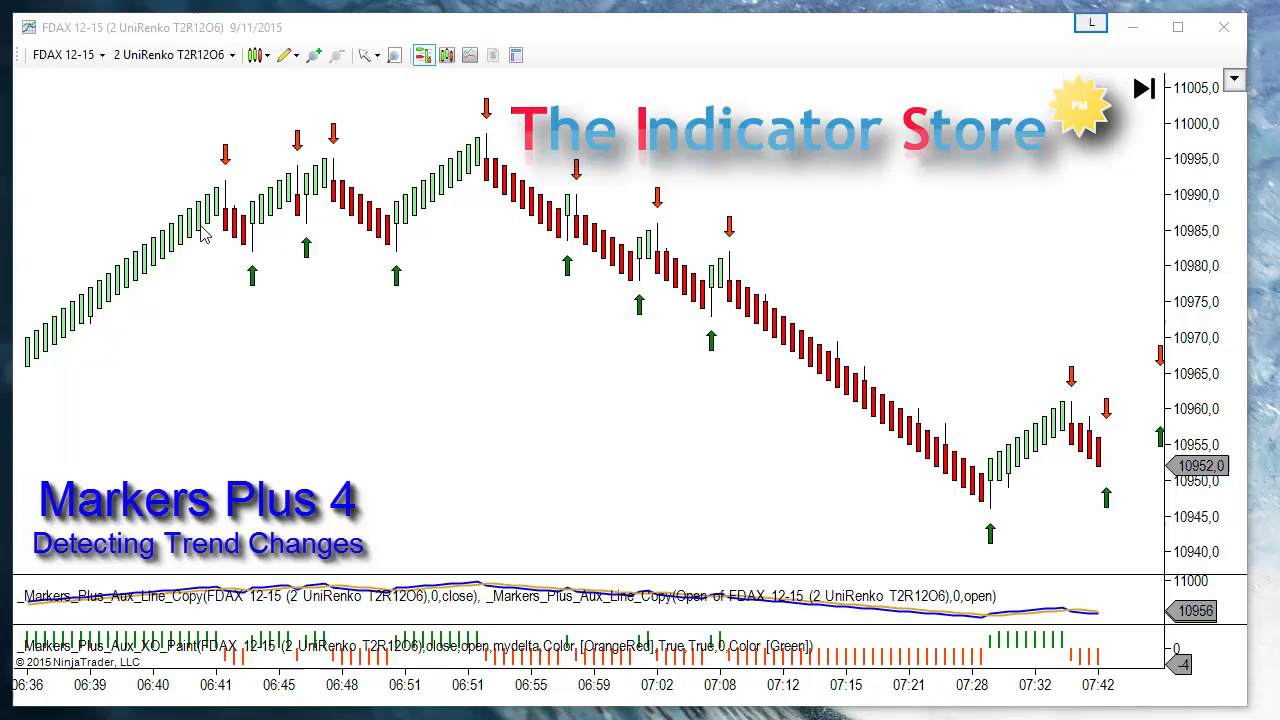 FDAX 12-15 (2 UniRenko T2R12O6) 9/11/2015
L
FDAX 12-15
2 UniRenko T2R12O6
$
The Indicator Store
PM
11005,0
11000,0
10995,0
10990,0
10985,0
10980,0
10975,0
10970,0
10965,0
10960,0
10955,0
10952,0
10950,0
10945,0
10940,0
Markers Plus 4
Detecting Trend Changes
11000
_Markers_Plus_Aux_Line_Copy(FDAX 12-15 (2 UniRenko T2R12O6),0,close), _Markers_Plus_Aux_Line_Copy(Open of FDAX 12-15 (2 UniRenko T2R12O6),0,open)
10956
_Markers_Plus_Aux_XO_Paint(FDAX 12-15 (2 UniRenko T2R12O6),close,open,mydelta,Color [OrangeRed],True,True,0,Color [Green])
0
© 2015 NinjaTrader, LLC
-4
06:36 06:39 06:40 06:41 06:45 06:48 06:51 06:51 06:55 06:59 07:02 07:08 07:12 07:15 07:21 07:28 07:32 07:42